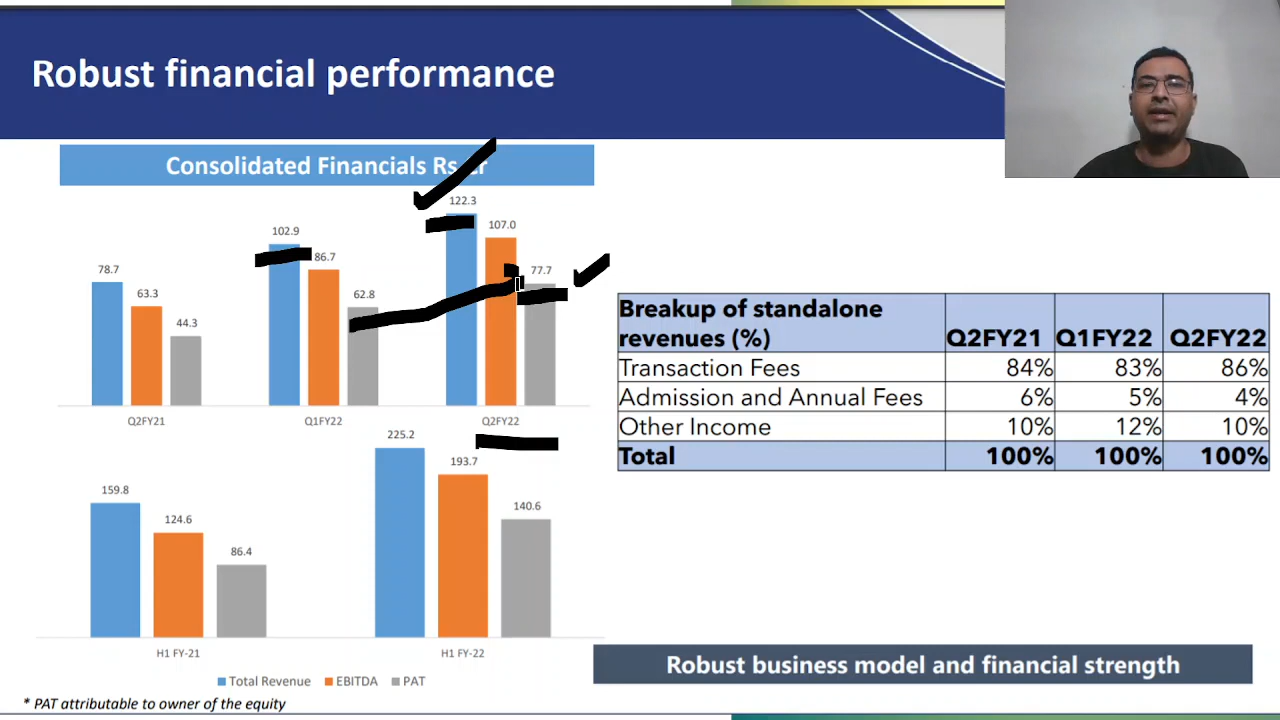 Robust financial performance
Consolidated Financials Rs Cr
122.3
107.0
102.9
86.7
77.7
78.7
63.3
62.8
44.3
Q2FY21 Q1FY22 Q2FY22
225.2
193.7
159.8
140.6
124.6
86.4
H1 FY-21 H1 FY-22
Total Revenue EBITDA PAT
* PAT attributable to owner of the equity
Breakup of standalone
revenues (%) Q2FY21 Q1FY22 Q2FY22
Transaction Fees 84% 83% 86%
Admission and Annual Fees 6% 5% 4%
Other Income 10% 12% 10%
Total 100% 100% 100%
Robust business model and financial strength